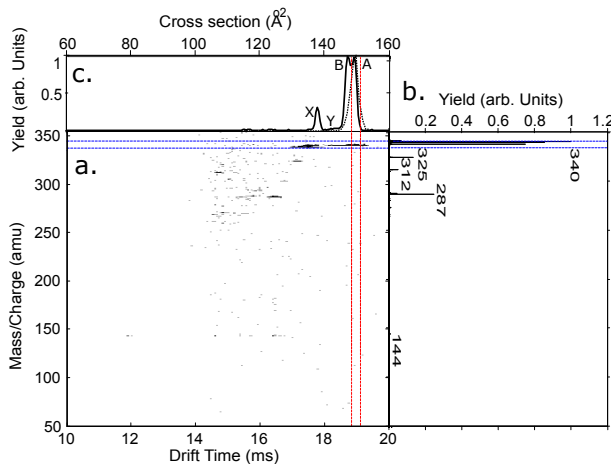 Cross section (Å²)
60 80 100 120 140 160
Yield (arb. Units)
1
0.5
c.
X
Y
B
A
b.
Yield (arb. Units)
0.2 0.4 0.6 0.8 1 1.2
a.
350
300
250
200
150
100
50
Mass/Charge (amu)
340
325
312
287
144
10 12 14 16 18 20
Drift Time (ms)